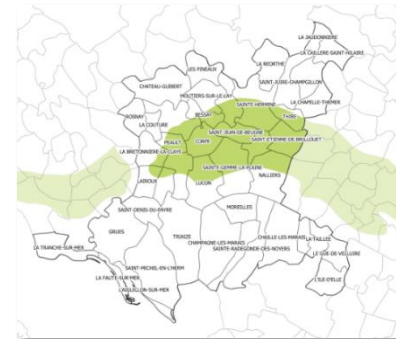 LA JAUDONNIERE
LA CAILLERE-SAINT-HILAIRE
LA REORTHE
LES PINEAUX
SAINT-JUIRE-CHAMPGILLON
CHATEAU-GUIBERT
MOUTIERS-SUR-LE-LAY
LA CHAPELLE-THEMER
SAINTE-HERMINE
BESSAY
ROSNAY
THIRE
LA COUTURE
SAINT-JEAN-DE-BEUGNE
PEAULT
CORPE
SAINT-ETIENNE-DE-BRILLOUET
LA BRETONNIERE-LA-CLAYE
SAINTE-GEMME-LA-PLAINE
NALLIERS
LAIROUX
LUCON
SAINT-DENIS-DU-PAYRE
MOREILLES
GRUES
TRIAIZE
CHAILLE-LES-MARAIS
LA TAILLEE
CHAMPAGNE-LES-MARAIS
LA TRANCHE-SUR-MER
SAINTE-RADEGONDE-DES-NOYERS
LE GUE-DE-VELLUIRE
SAINT-MICHEL-EN-L'HERM
LA FAUTE-SUR-MER
L'ILE-D'ELLE
L'AIGUILLON-SUR-MER